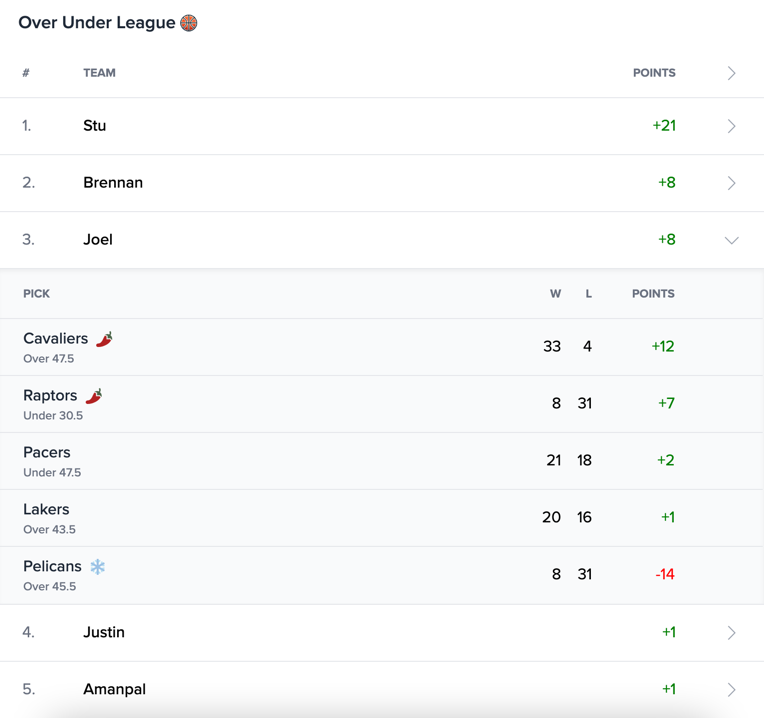 Over Under League 🏀
# TEAM POINTS
1. Stu +21
2. Brennan +8
3. Joel +8
PICK W L POINTS
Cavaliers 🌶️ 33 4 +12
Over 47.5
Raptors 🌶️ 8 31 +7
Under 30.5
Pacers 21 18 +2
Under 47.5
Lakers 20 16 +1
Over 43.5
Pelicans ❄️ 8 31 -14
Over 45.5
4. Justin +1
5. Amanpal +1